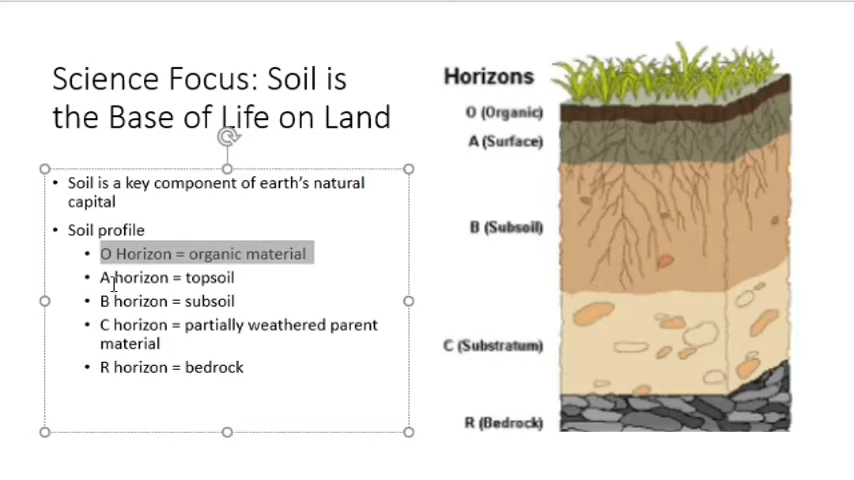 Science Focus: Soil is
the Base of Life on Land
• Soil is a key component of earth's natural
capital
• Soil profile
• O Horizon = organic material
• A horizon = topsoil
• B horizon = subsoil
• C horizon = partially weathered parent
material
• R horizon = bedrock
Horizons
O (Organic)
A (Surface)
B (Subsoil)
C (Substratum)
R (Bedrock)